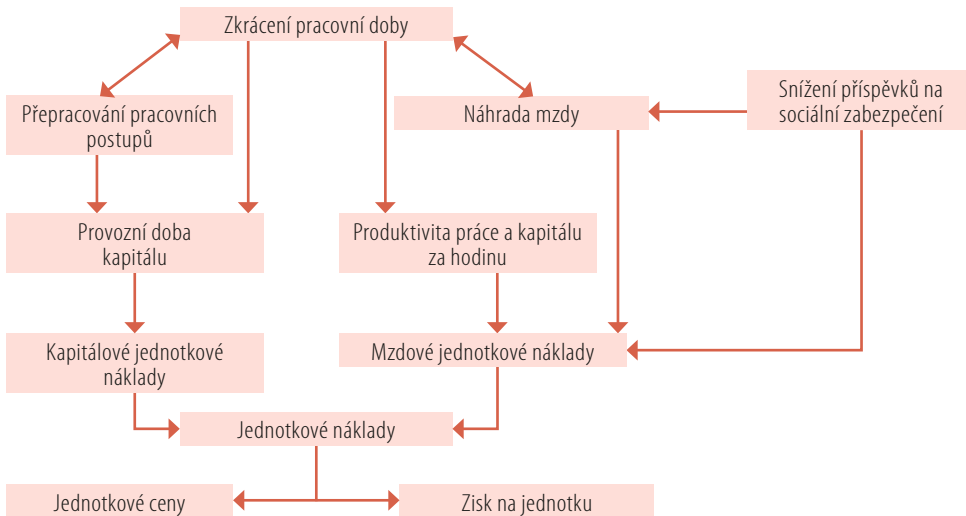 Zkrácení pracovní doby
Přepracování pracovních
postupů
Náhrada mzdy
Snížení příspěvků na
sociální zabezpečení
Provozní doba
kapitálu
Produktivita práce a kapitálu
za hodinu
Kapitálové jednotkové
náklady
Mzdové jednotkové náklady
Jednotkové náklady
Jednotkové ceny
Zisk na jednotku